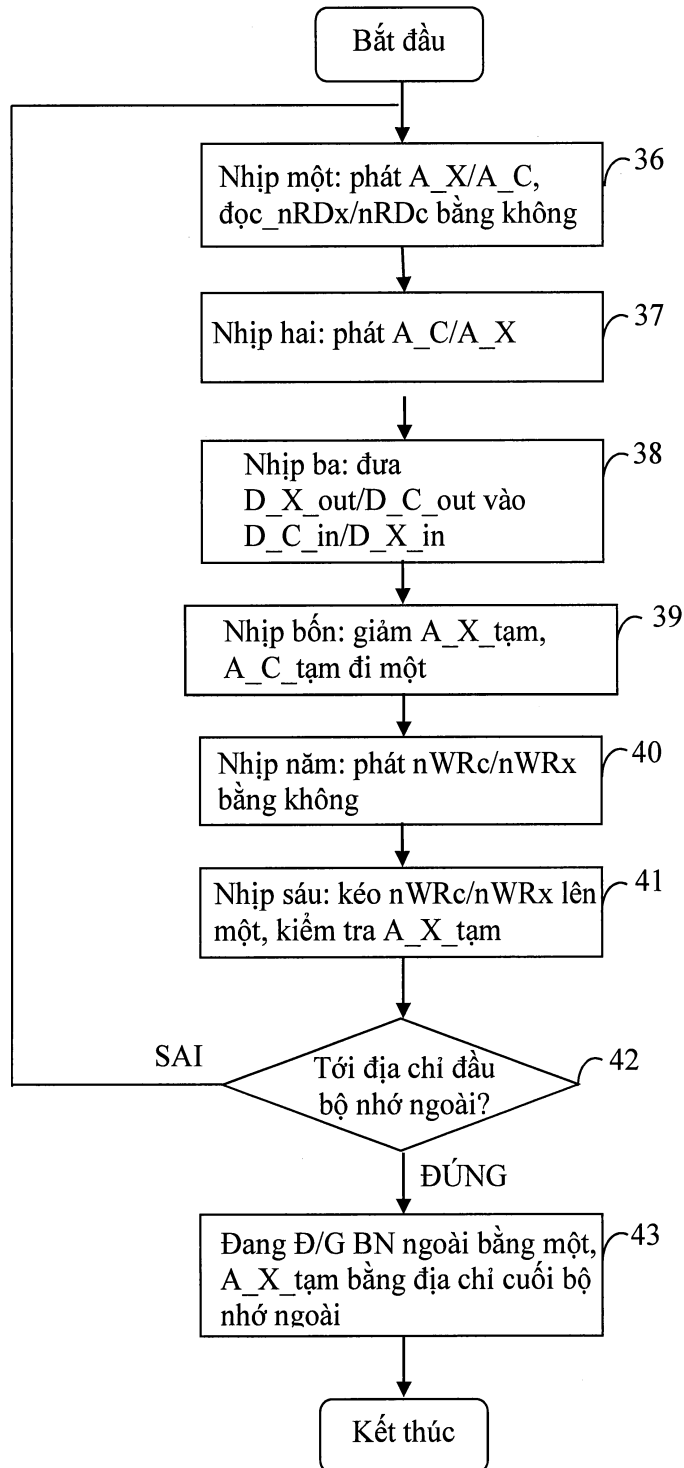 Bắt đầu
Nhịp một: phát A_X/A_C,
đọc_nRDx/nRDc bằng không
36
Nhịp hai: phát A_C/A_X
37
Nhịp ba: đưa
D_X_out/D_C_out vào
D_C_in/D_X_in
38
Nhịp bốn: giảm A_X_tạm,
A_C_tạm đi một
39
Nhịp năm: phát nWRc/nWRx
bằng không
40
Nhịp sáu: kéo nWRc/nWRx lên
một, kiểm tra A_X_tạm
41
SAI
Tới địa chỉ đầu
bộ nhớ ngoài?
42
ĐÚNG
Đang Đ/G BN ngoài bằng một,
A_X_tạm bằng địa chỉ cuối bộ
nhớ ngoài
43
Kết thúc